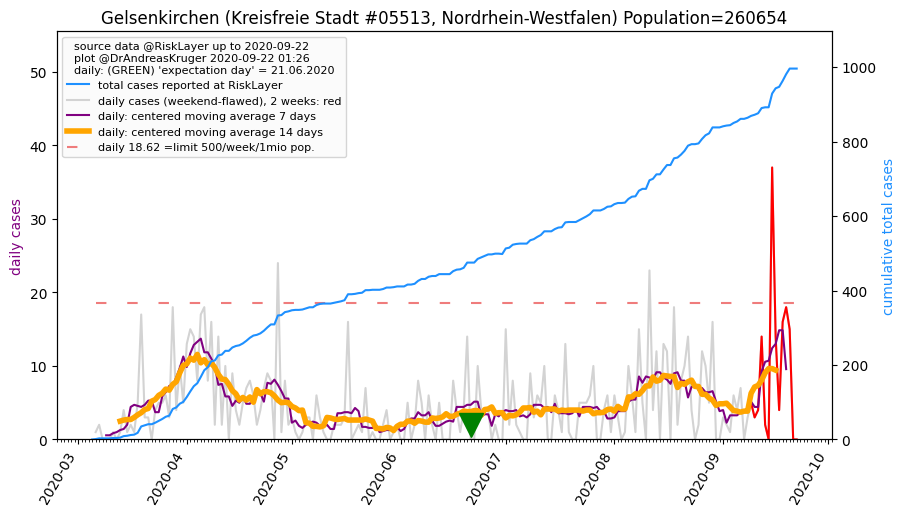 Gelsenkirchen (Kreisfreie Stadt #05513, Nordrhein-Westfalen) Population=260654
source data @RiskLayer up to 2020-09-22
plot @DrAndreasKruger 2020-09-22 01:26
daily: (GREEN) 'expectation day' = 21.06.2020
total cases reported at RiskLayer
daily cases (weekend-flawed), 2 weeks: red
daily: centered moving average 7 days
daily: centered moving average 14 days
daily 18.62 =limit 500/week/1mio pop.
daily cases
50
40
30
20
10
0
cumulative total cases
1000
800
600
400
200
0
2020-03
2020-04
2020-05
2020-06
2020-07
2020-08
2020-09
2020-10